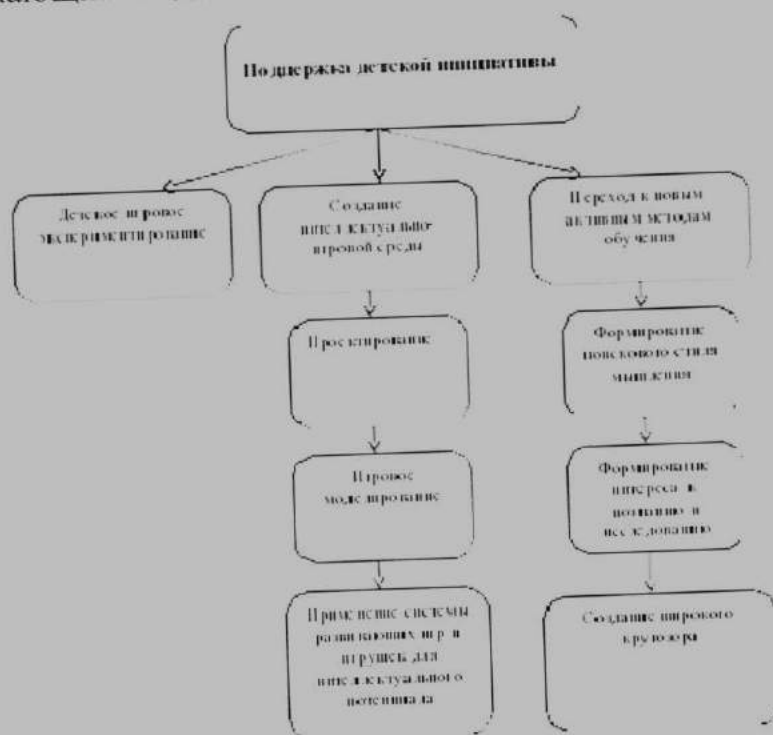 Поддержка детской инициативы
Детское игровое
экспериментирование
Создание
интеллектуально-
игровой среды
Переход к новым
активным методам
обучения
Проектирование
Формирование
поискового стиля
мышления
Игровое
моделирование
Формирование
интереса к
познанию и
исследованию
Применение системы
развивающих игр и
игрушек для
интеллектуального
потенциала
Создание широкого
кругозора